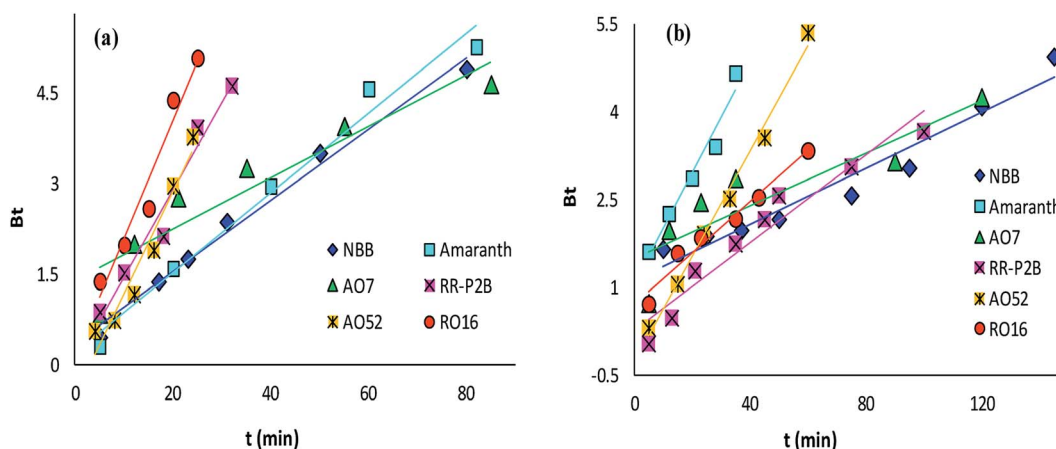 (a)
Bt
4.5
3
1.5
0
0 20 40 60 80
t (min)
NBB Amaranth
AO7 RR-P2B
AO52 RO16
(b)
Bt
5.5
4
2.5
1
-0.5
0 40 80 120
t (min)
NBB
Amaranth
AO7
RR-P2B
AO52
RO16